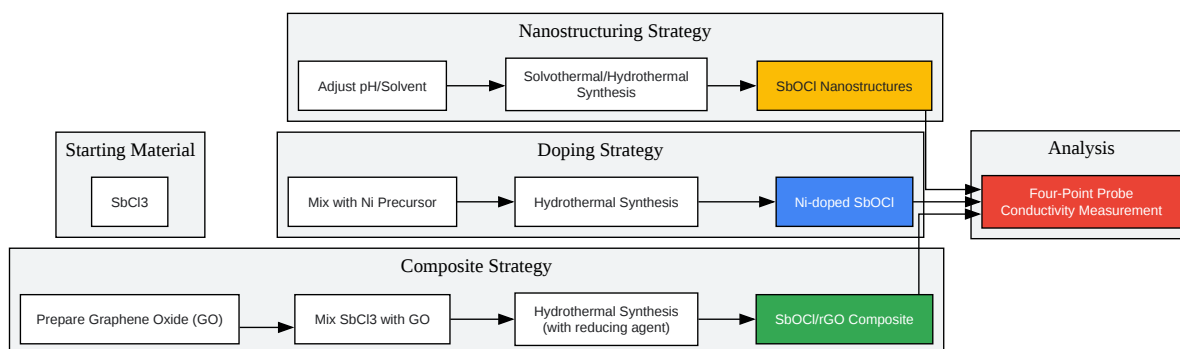 Nanostructuring Strategy
Adjust pH/Solvent
Solvothermal/Hydrothermal
Synthesis
SbOCl Nanostructures
Starting Material
SbCl3
Doping Strategy
Mix with Ni Precursor
Hydrothermal Synthesis
Ni-doped SbOCl
Analysis
Four-Point Probe
Conductivity Measurement
Composite Strategy
Prepare Graphene Oxide (GO)
Mix SbCl3 with GO
Hydrothermal Synthesis
(with reducing agent)
SbOCl/rGO Composite